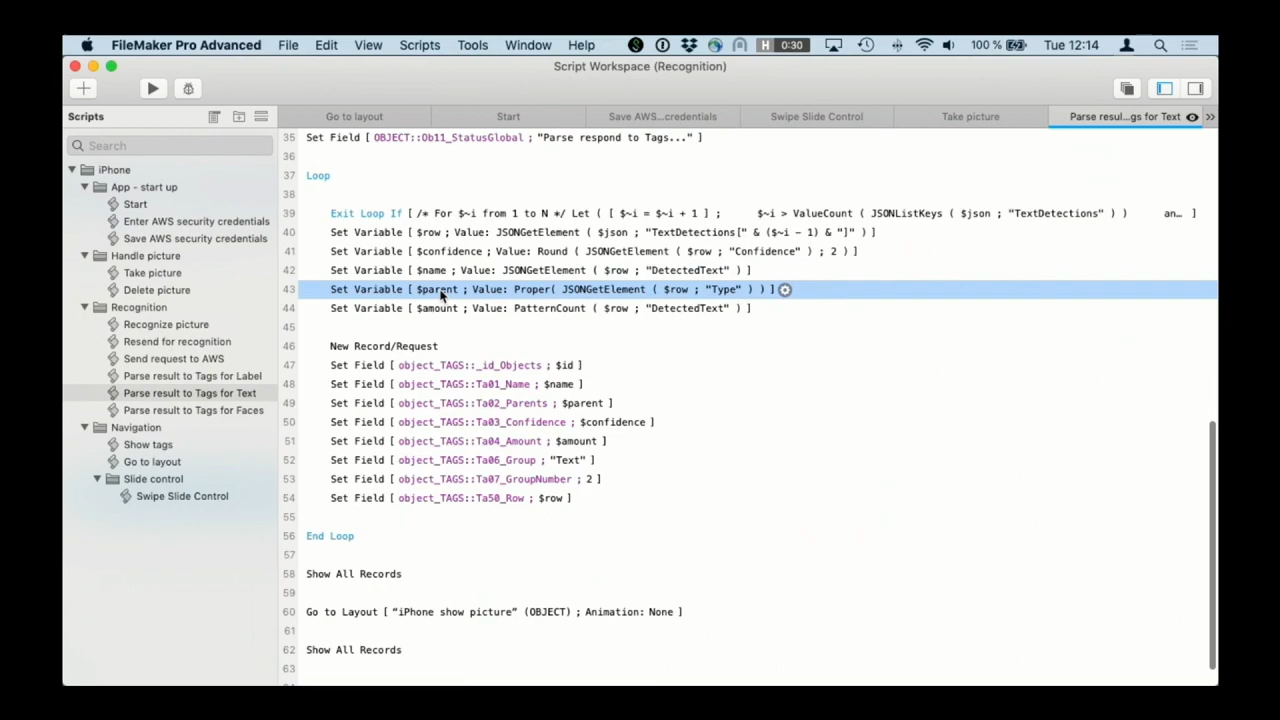 FileMaker Pro Advanced File Edit View Scripts Tools Window Help H 0:30 100 % Tue 12:14
Script Workspace (Recognition)
Scripts
Search
iPhone
App - start up
Start
Enter AWS security credentials
Save AWS security credentials
Handle picture
Take picture
Delete picture
Recognition
Recognize picture
Resend for recognition
Send request to AWS
Parse result to Tags for Label
Parse result to Tags for Text
Parse result to Tags for Faces
Navigation
Show tags
Go to layout
Slide control
Swipe Slide Control
Go to layout Start Save AWS...credentials Swipe Slide Control Take picture Parse resul...gs for Text »
35 Set Field [ OBJECT::Ob11_StatusGlobal ; "Parse respond to Tags..." ]
36
37 Loop
38
39 Exit Loop If [ /* For $~i from 1 to N */ Let ( [ $~i = $~i + 1 ] ; $~i > ValueCount ( JSONListKeys ( $json ; "TextDetections" ) ) an… ]
40 Set Variable [ $row ; Value: JSONGetElement ( $json ; "TextDetections[" & ($~i - 1) & "]" ) ]
41 Set Variable [ $confidence ; Value: Round ( JSONGetElement ( $row ; "Confidence" ) ; 2 ) ]
42 Set Variable [ $name ; Value: JSONGetElement ( $row ; "DetectedText" ) ]
43 Set Variable [ $parent ; Value: Proper( JSONGetElement ( $row ; "Type" ) ) ]
44 Set Variable [ $amount ; Value: PatternCount ( $row ; "DetectedText" ) ]
45
46 New Record/Request
47 Set Field [ object_TAGS::_id_Objects ; $id ]
48 Set Field [ object_TAGS::Ta01_Name ; $name ]
49 Set Field [ object_TAGS::Ta02_Parents ; $parent ]
50 Set Field [ object_TAGS::Ta03_Confidence ; $confidence ]
51 Set Field [ object_TAGS::Ta04_Amount ; $amount ]
52 Set Field [ object_TAGS::Ta06_Group ; "Text" ]
53 Set Field [ object_TAGS::Ta07_GroupNumber ; 2 ]
54 Set Field [ object_TAGS::Ta50_Row ; $row ]
55
56 End Loop
57
58 Show All Records
59
60 Go to Layout [ “iPhone show picture” (OBJECT) ; Animation: None ]
61
62 Show All Records
63